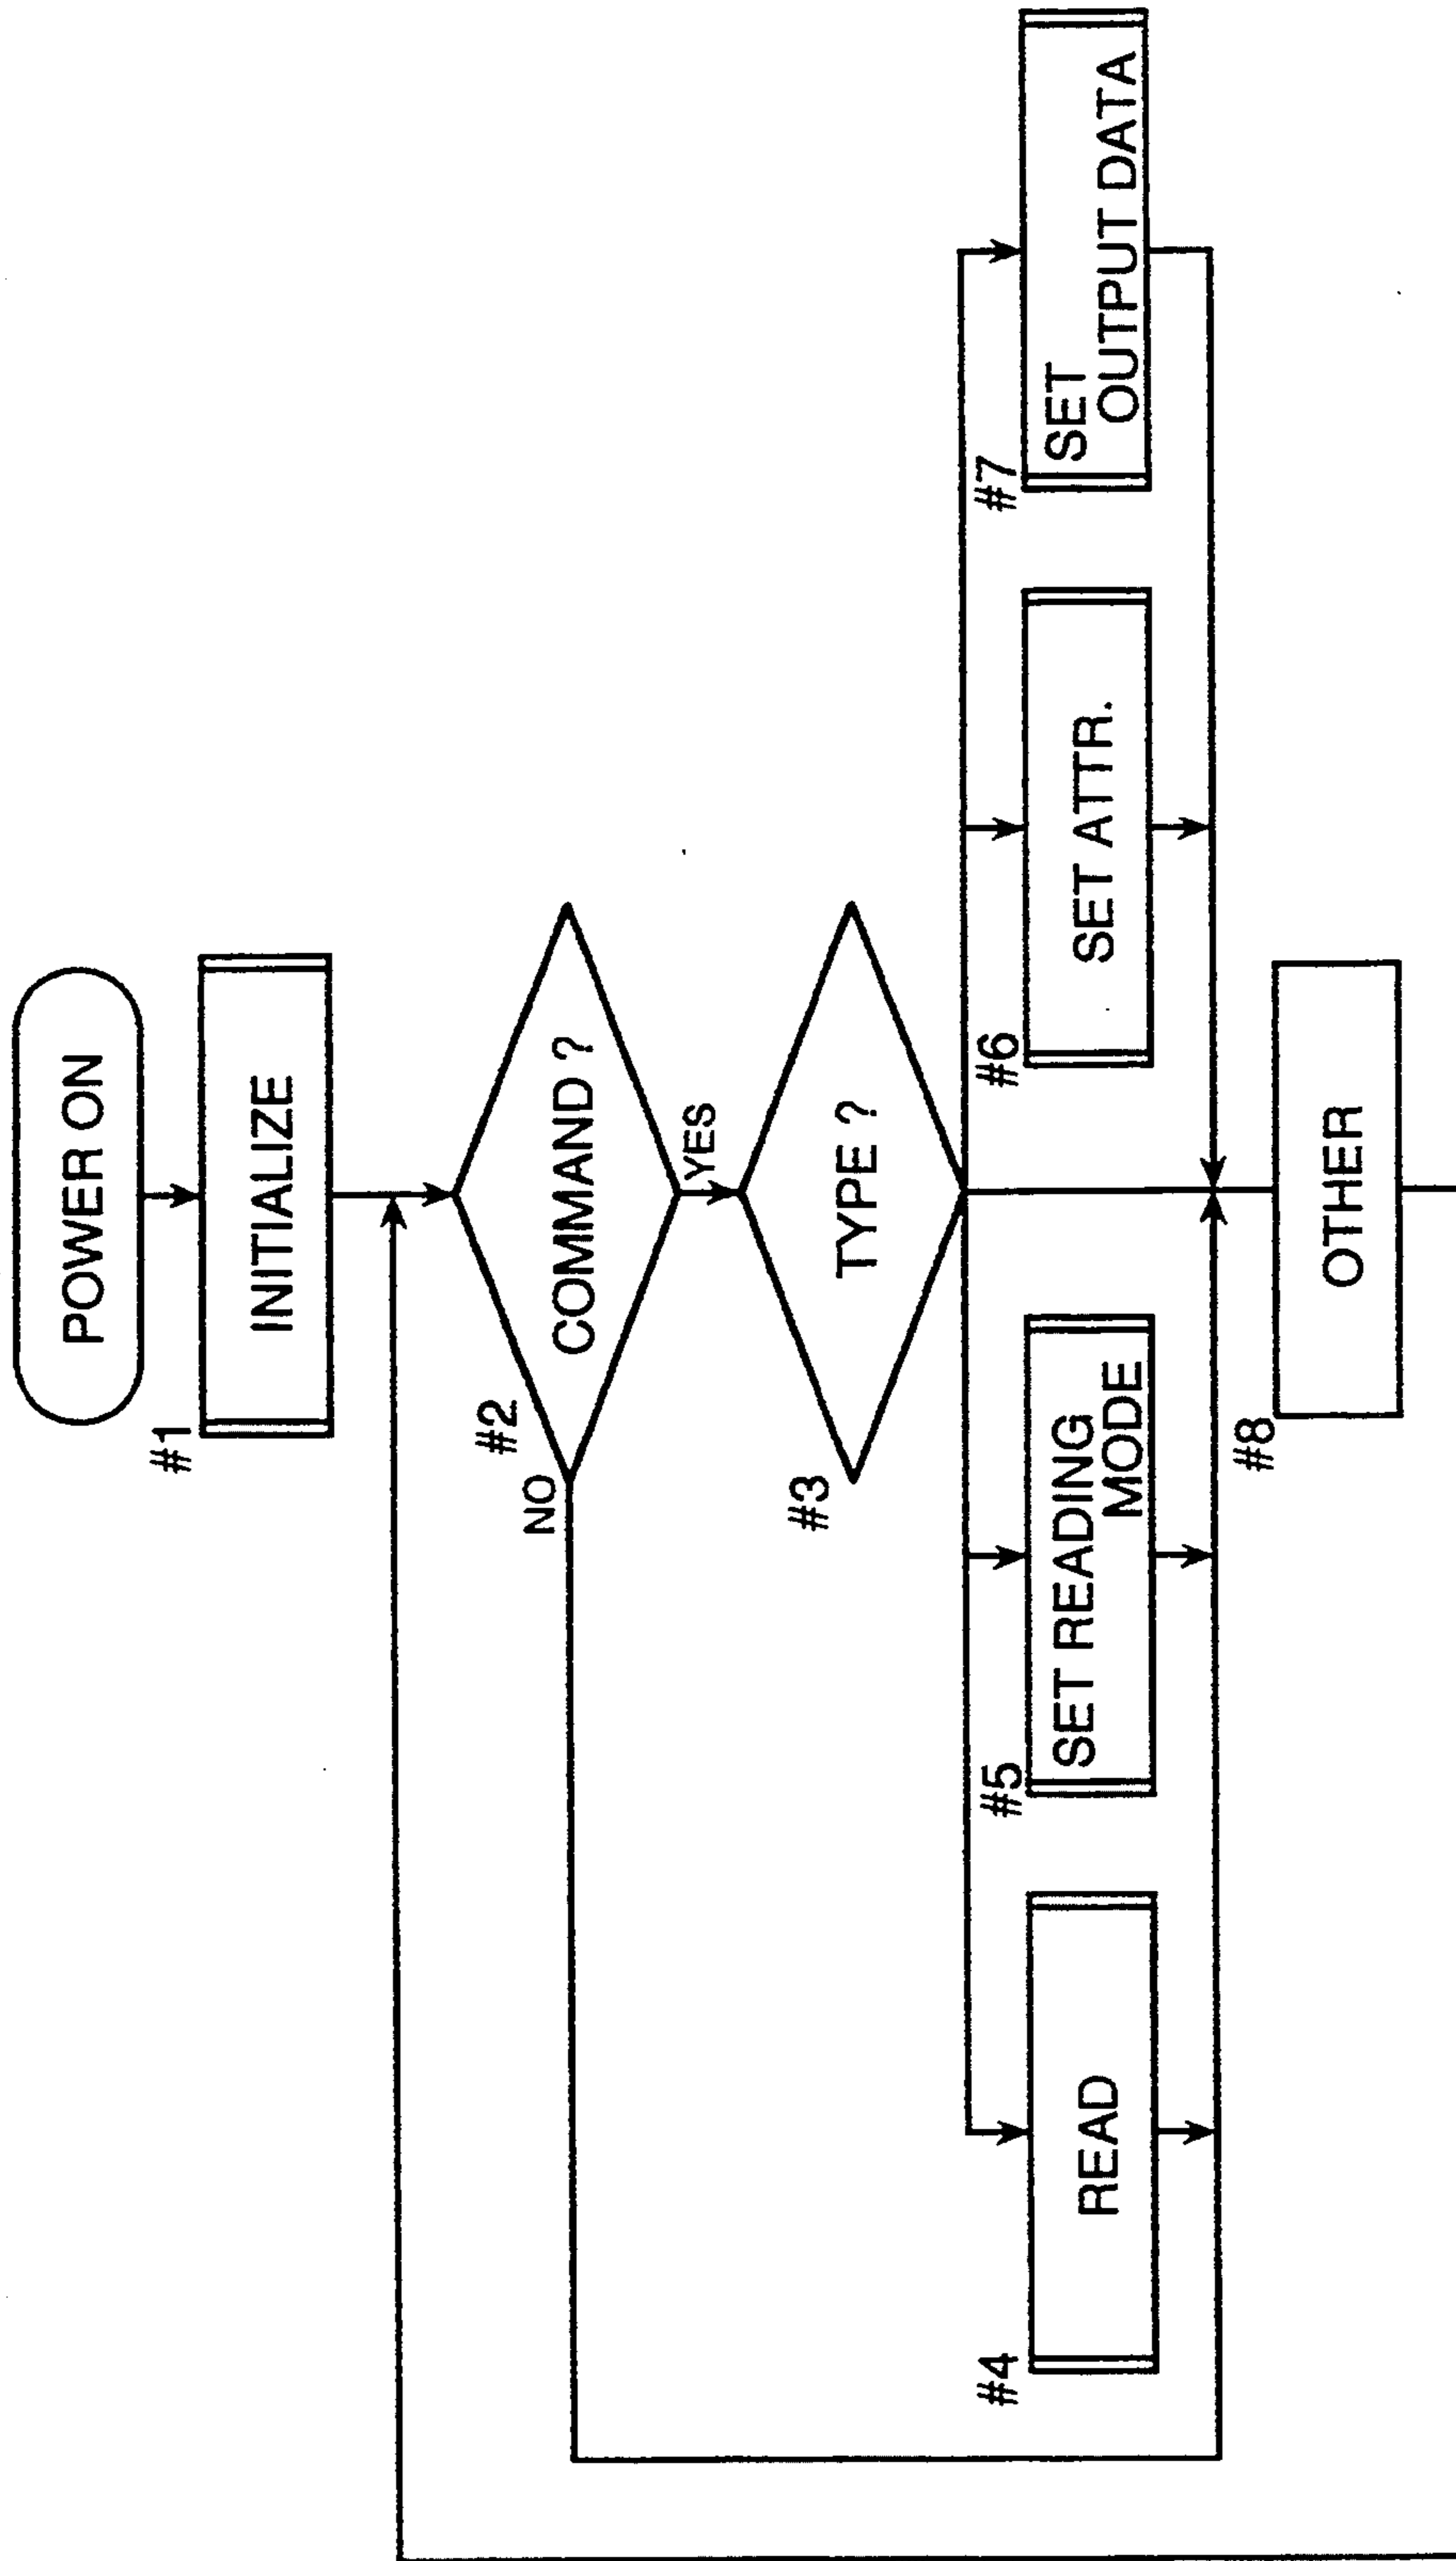 POWER ON
#1
INITIALIZE
#2
COMMAND ?
NO
YES
#3
TYPE ?
#4
READ
#5
SET READING
MODE
#6
SET ATTR.
#7
SET
OUTPUT DATA
#8
OTHER